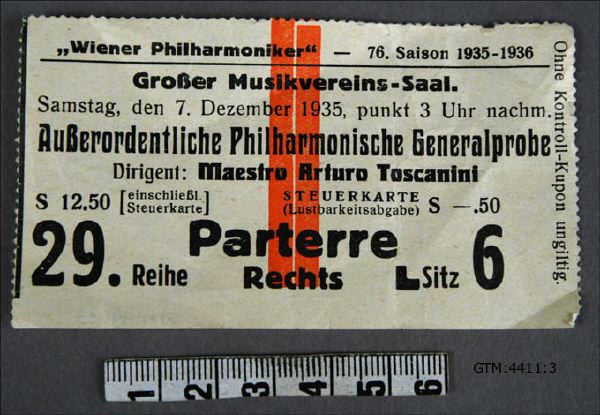 „Wiener Philharmoniker“ — 76. Saison 1935-1936
Großer Musikvereins-Saal.
Samstag, den 7. Dezember 1935, punkt 3 Uhr nachm.
Außerordentliche Philharmonische Generalprobe
Dirigent: Maestro Arturo Toscanini
S 12.50 [einschließl. Steuerkarte] STEUERKARTE (Lustbarkeitsabgabe) S —.50
Parterre
29. Reihe Rechts L Sitz 6
Ohne Kontroll-Kupon ungiltig.
GTM:4411:3
1 2 3 4 5 6